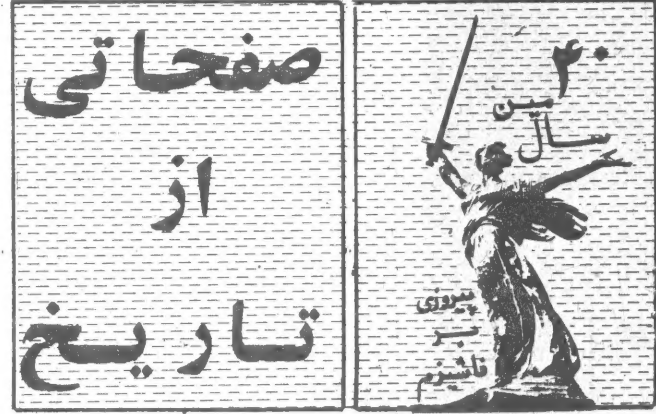 ۴۰
مین
سال
پیروزی
بر
فاشیزم
صفحاتی
از
تاریخ